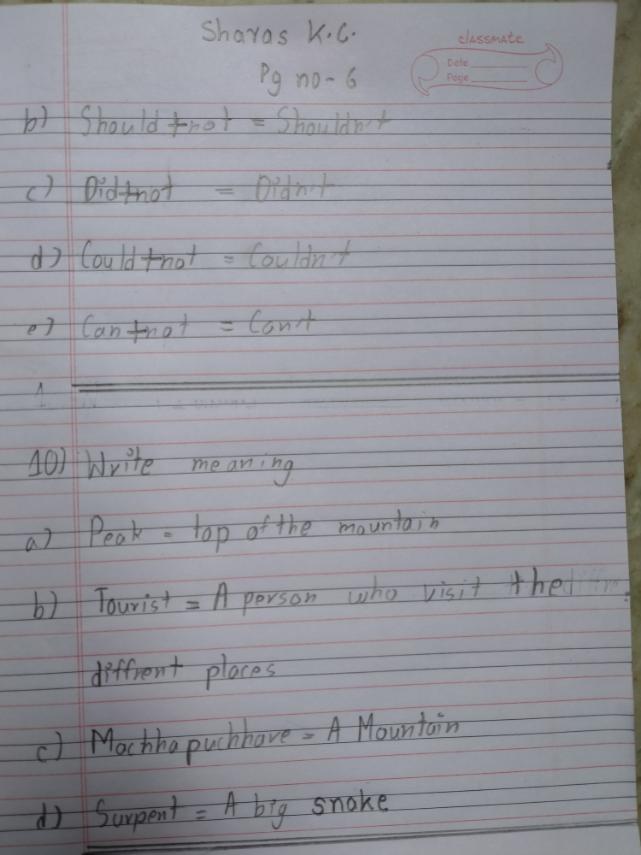 Sharas K.C.
classmate
Date
Pg no-6
Page
b) Should+not = Shouldn't
c) Did+not = Didn't
d) Could+not = Couldn't
e) Can+not = Can't
1
10) Write meaning
a) Peak = top of the mountain
b) Tourist = A person who visit the
diffrent places
c) Machhapuchhare = A Mountain
d) Surpent = A big snake